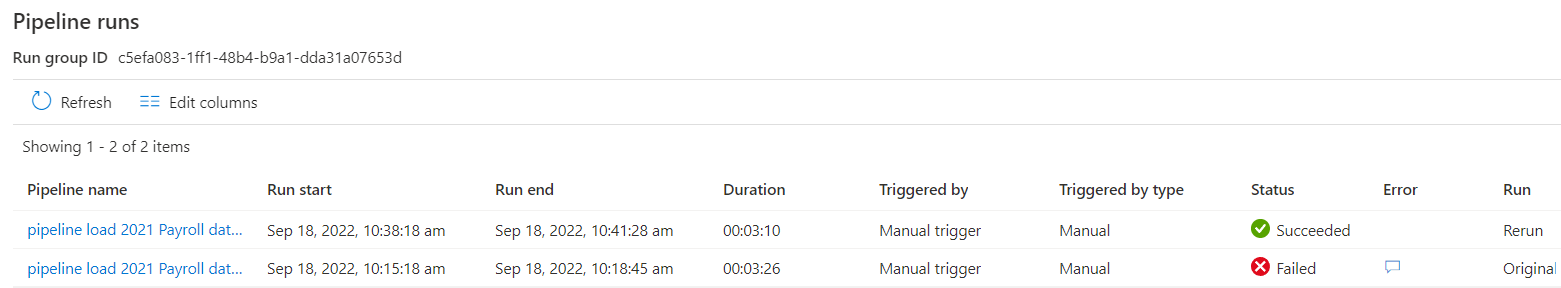 Pipeline runs
Run group ID c5efa083-1ff1-48b4-b9a1-dda31a07653d
Refresh Edit columns
Showing 1 - 2 of 2 items
Pipeline name Run start Run end Duration Triggered by Triggered by type Status Error Run
pipeline load 2021 Payroll dat... Sep 18, 2022, 10:38:18 am Sep 18, 2022, 10:41:28 am 00:03:10 Manual trigger Manual Succeeded Rerun
pipeline load 2021 Payroll dat... Sep 18, 2022, 10:15:18 am Sep 18, 2022, 10:18:45 am 00:03:26 Manual trigger Manual Failed Original